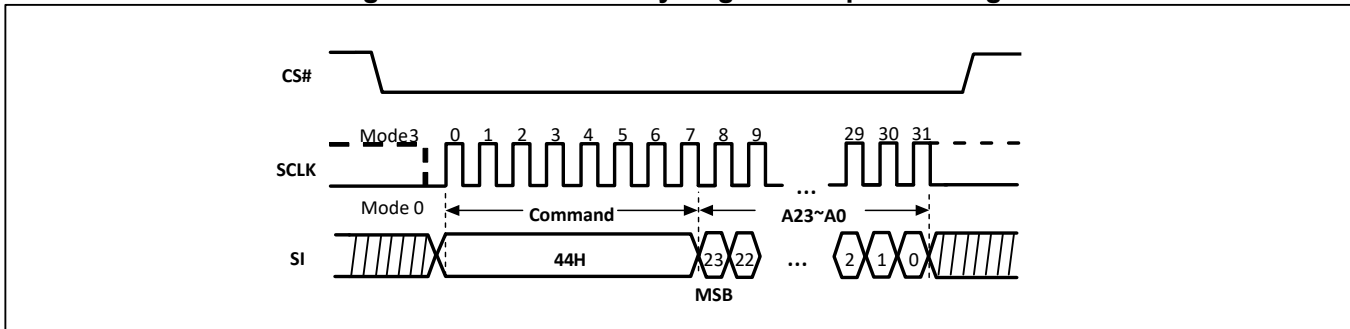 CS#
Mode3 0 1 2 3 4 5 6 7 8 9 29 30 31
SCLK
...
Mode 0 Command A23~A0
SI 44H 23 22 ... 2 1 0
MSB